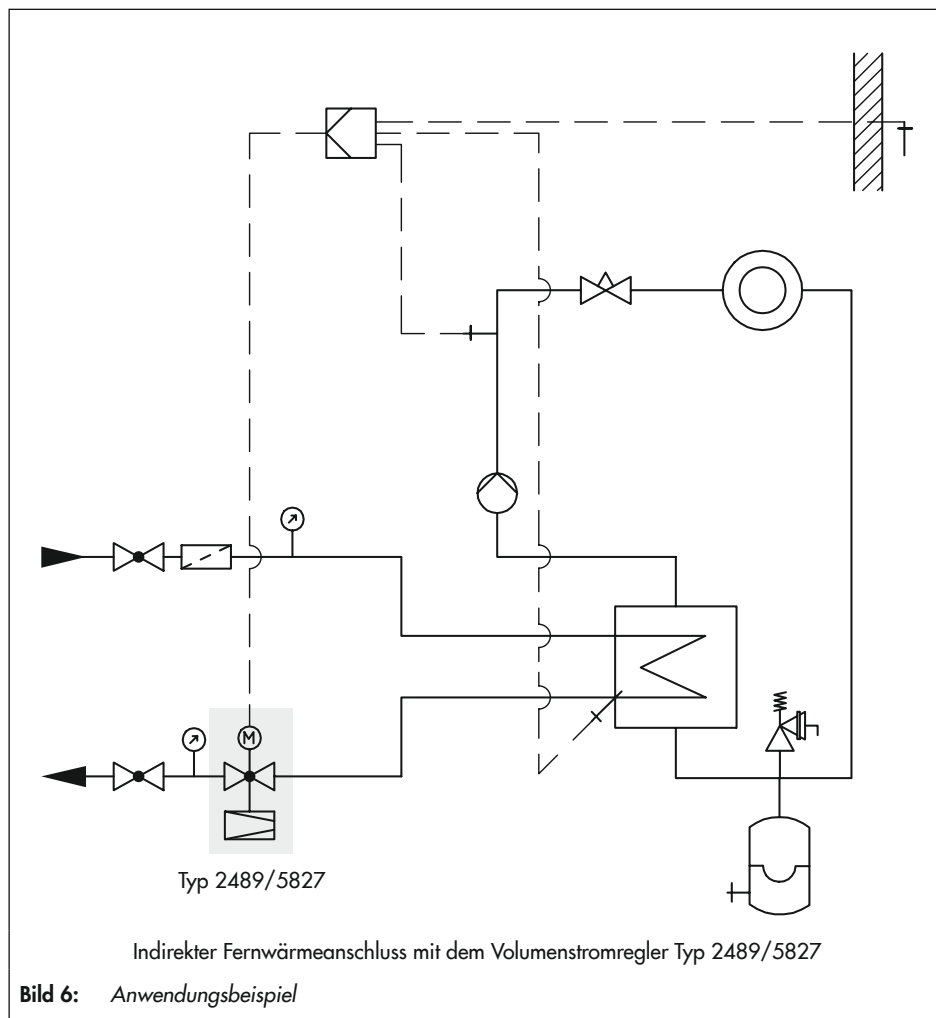 M
Typ 2489/5827
Indirekter Fernwärmeanschluss mit dem Volumenstromregler Typ 2489/5827
Bild 6: Anwendungsbeispiel